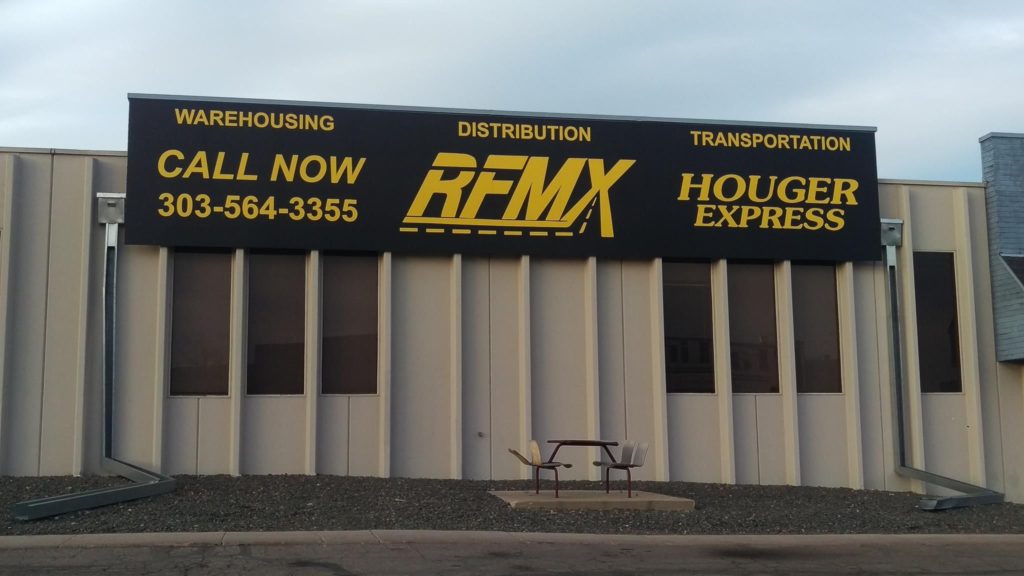 WAREHOUSING
CALL NOW
303-564-3355
DISTRIBUTION
RFMX
TRANSPORTATION
HOUGER
EXPRESS